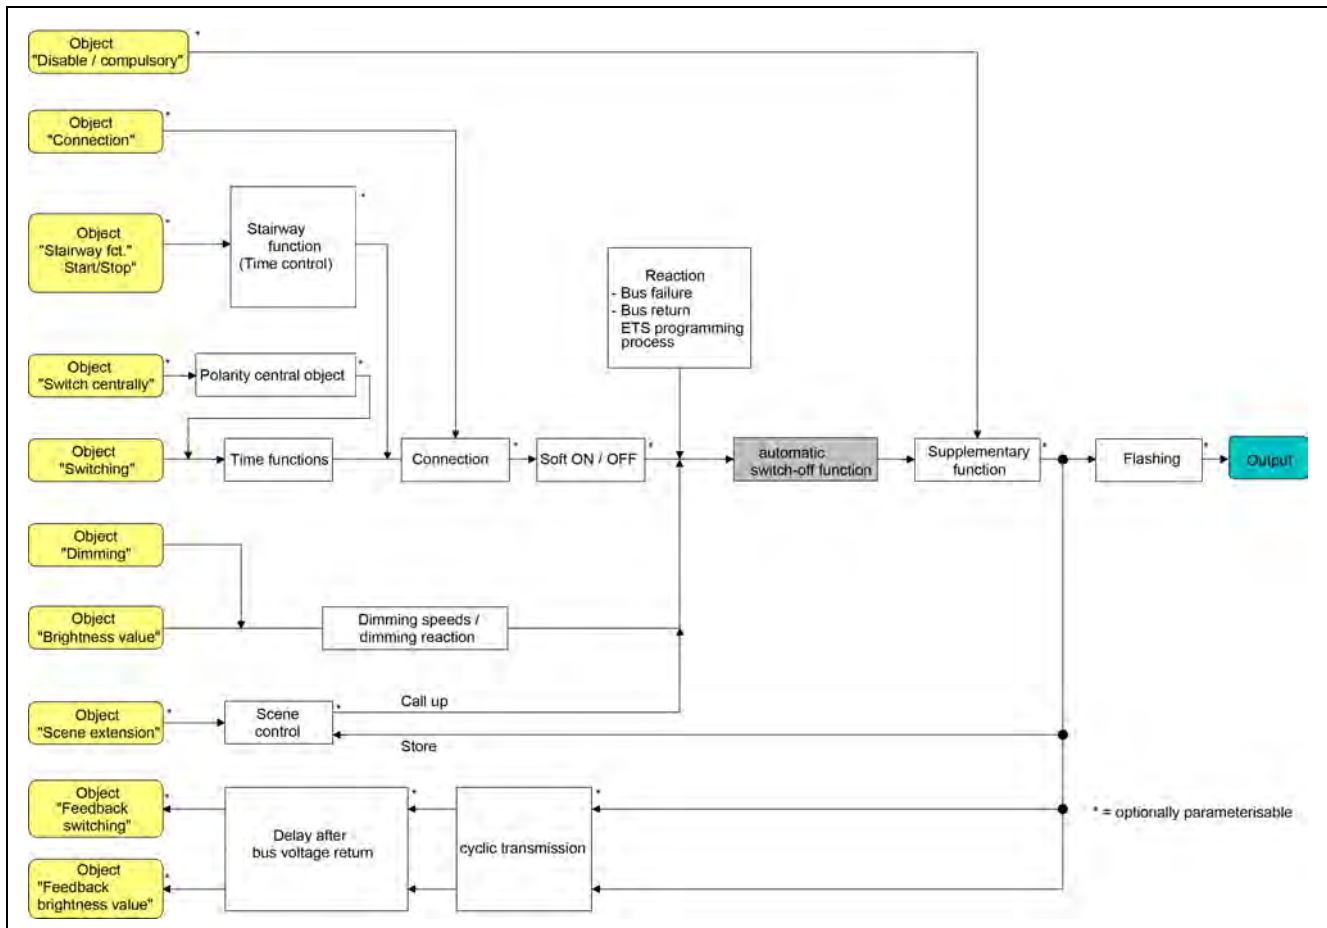 Object
"Disable / compulsory"
*
Object
"Connection"
*
Object
"Stairway fct."
Start/Stop"
*
Stairway
function
(Time control)
*
Reaction
- Bus failure
- Bus return
ETS programming
process
Object
"Switch centrally"
*
Polarity central object
*
Object
"Switching"
Time functions
Connection
*
Soft ON / OFF
*
automatic
switch-off function
Supplementary
function
*
Flashing
*
Output
Object
"Dimming"
Object
"Brightness value"
Dimming speeds /
dimming reaction
Object
"Scene extension"
*
Scene
control
*
Call up
Store
Object
"Feedback
switching"
*
Object
"Feedback
brightness value"
*
Delay after
bus voltage return
*
cyclic transmission
*
* = optionally parameterisable